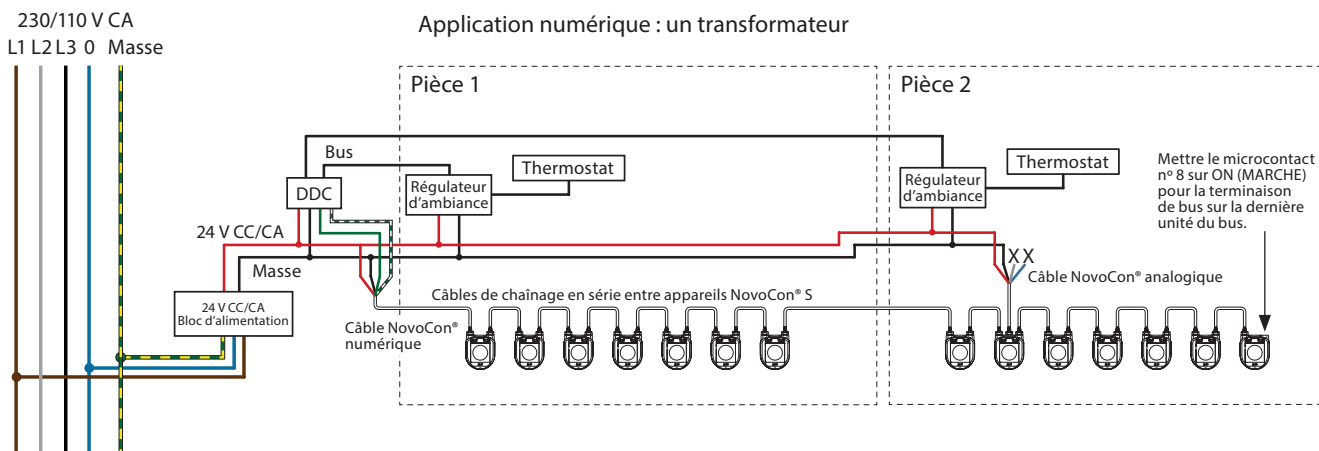 230/110 V CA
Application numérique : un transformateur
L1 L2 L3 0 Masse
Pièce 1
Pièce 2
Bus
Thermostat
Thermostat
Mettre le microcontact
nº 8 sur ON (MARCHE)
pour la terminaison
de bus sur la dernière
unité du bus.
DDC
Régulateur
d'ambiance
Régulateur
d'ambiance
24 V CC/CA
Masse
X X
Câble NovoCon® analogique
24 V CC/CA
Bloc d'alimentation
Câbles de chaînage en série entre appareils NovoCon® S
Câble NovoCon®
numérique